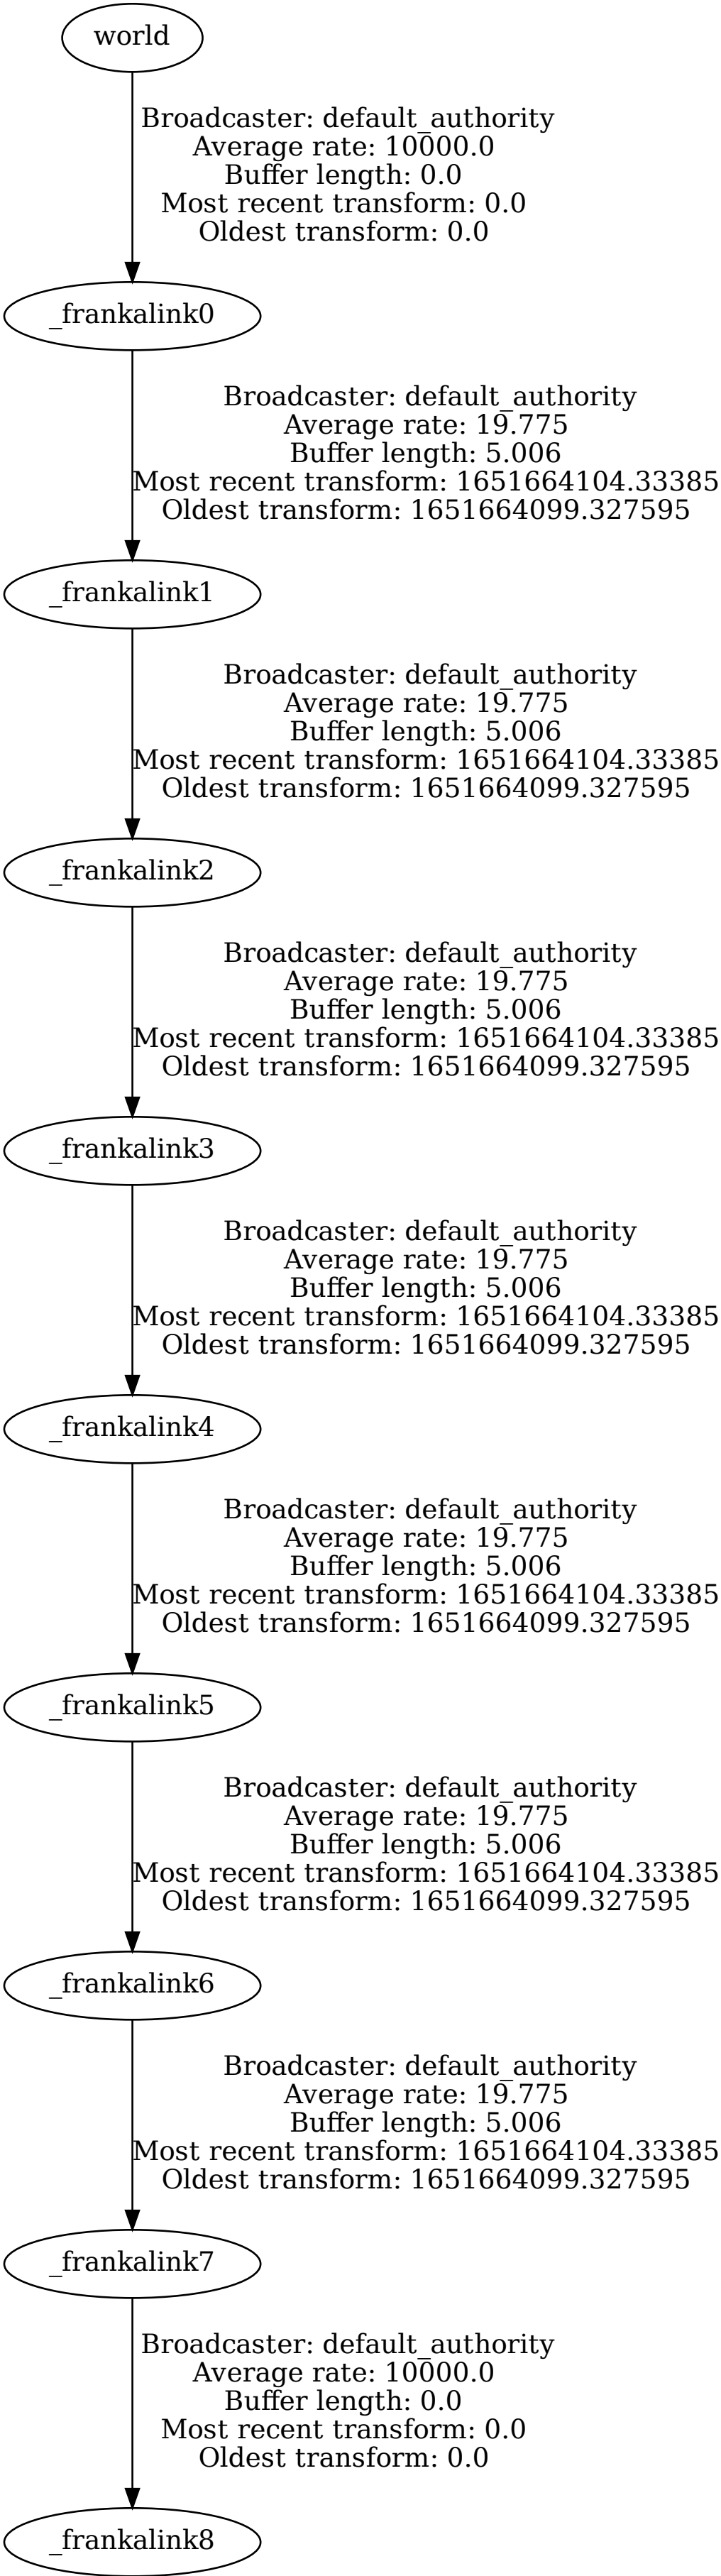 world
Broadcaster: default_authority
Average rate: 10000.0
Buffer length: 0.0
Most recent transform: 0.0
Oldest transform: 0.0
_frankalink0
Broadcaster: default_authority
Average rate: 19.775
Buffer length: 5.006
Most recent transform: 1651664104.33385
Oldest transform: 1651664099.327595
_frankalink1
Broadcaster: default_authority
Average rate: 19.775
Buffer length: 5.006
Most recent transform: 1651664104.33385
Oldest transform: 1651664099.327595
_frankalink2
Broadcaster: default_authority
Average rate: 19.775
Buffer length: 5.006
Most recent transform: 1651664104.33385
Oldest transform: 1651664099.327595
_frankalink3
Broadcaster: default_authority
Average rate: 19.775
Buffer length: 5.006
Most recent transform: 1651664104.33385
Oldest transform: 1651664099.327595
_frankalink4
Broadcaster: default_authority
Average rate: 19.775
Buffer length: 5.006
Most recent transform: 1651664104.33385
Oldest transform: 1651664099.327595
_frankalink5
Broadcaster: default_authority
Average rate: 19.775
Buffer length: 5.006
Most recent transform: 1651664104.33385
Oldest transform: 1651664099.327595
_frankalink6
Broadcaster: default_authority
Average rate: 19.775
Buffer length: 5.006
Most recent transform: 1651664104.33385
Oldest transform: 1651664099.327595
_frankalink7
Broadcaster: default_authority
Average rate: 10000.0
Buffer length: 0.0
Most recent transform: 0.0
Oldest transform: 0.0
_frankalink8